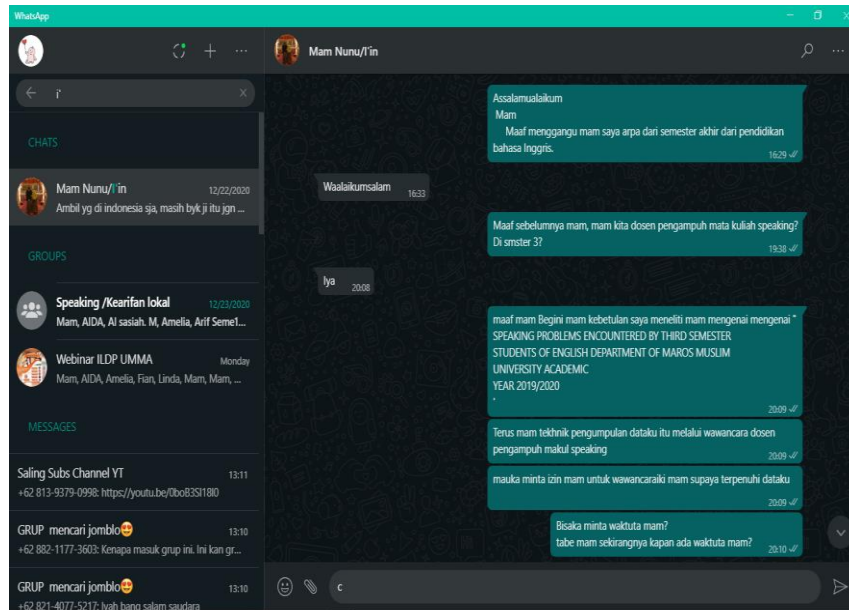 WhatsApp
i'
CHATS
Mam Nunu/I'in 12/22/2020
Ambil yg di indonesia sja, masih byk ji itu jgn ...
GROUPS
Speaking /Kearifan lokal 12/23/2020
Mam, AIDA, Al sasiah. M, Amelia, Arif Seme1...
Webinar ILDP UMMA Monday
Mam, AIDA, Amelia, Fian, Linda, Mam, Mam, ...
MESSAGES
Saling Subs Channel YT 13:11
+62 813-9379-0998: https://youtu.be/0boB3SI18I0
GRUP mencari jomblo😍 13:10
+62 882-1177-3603: Kenapa masuk grup ini. Ini kan gr...
GRUP mencari jomblo😍 13:10
+62 821-4077-5217: Iyah bang salam saudara
Mam Nunu/I'in
Assalamualaikum
Mam
Maaf menggangu mam saya arpa dari semester akhir dari pendidikan
bahasa Inggris.
16:29
Waalaikumsalam 16:33
Maaf sebelumnya mam, mam kita dosen pengampuh mata kuliah speaking?
Di smster 3?
19:38
Iya 20:08
maaf mam Begini mam kebetulan saya meneliti mam mengenai mengenai "
SPEAKING PROBLEMS ENCOUNTERED BY THIRD SEMESTER
STUDENTS OF ENGLISH DEPARTMENT OF MAROS MUSLIM
UNIVERSITY ACADEMIC
YEAR 2019/2020
"
20:09
Terus mam tekhnik pengumpulan dataku itu melalui wawancara dosen
pengampuh makul speaking
20:09
mauka minta izin mam untuk wawancaraiki mam supaya terpenuhi dataku
20:09
Bisaka minta waktuta mam?
tabe mam sekirangnya kapan ada waktuta mam?
20:10
c